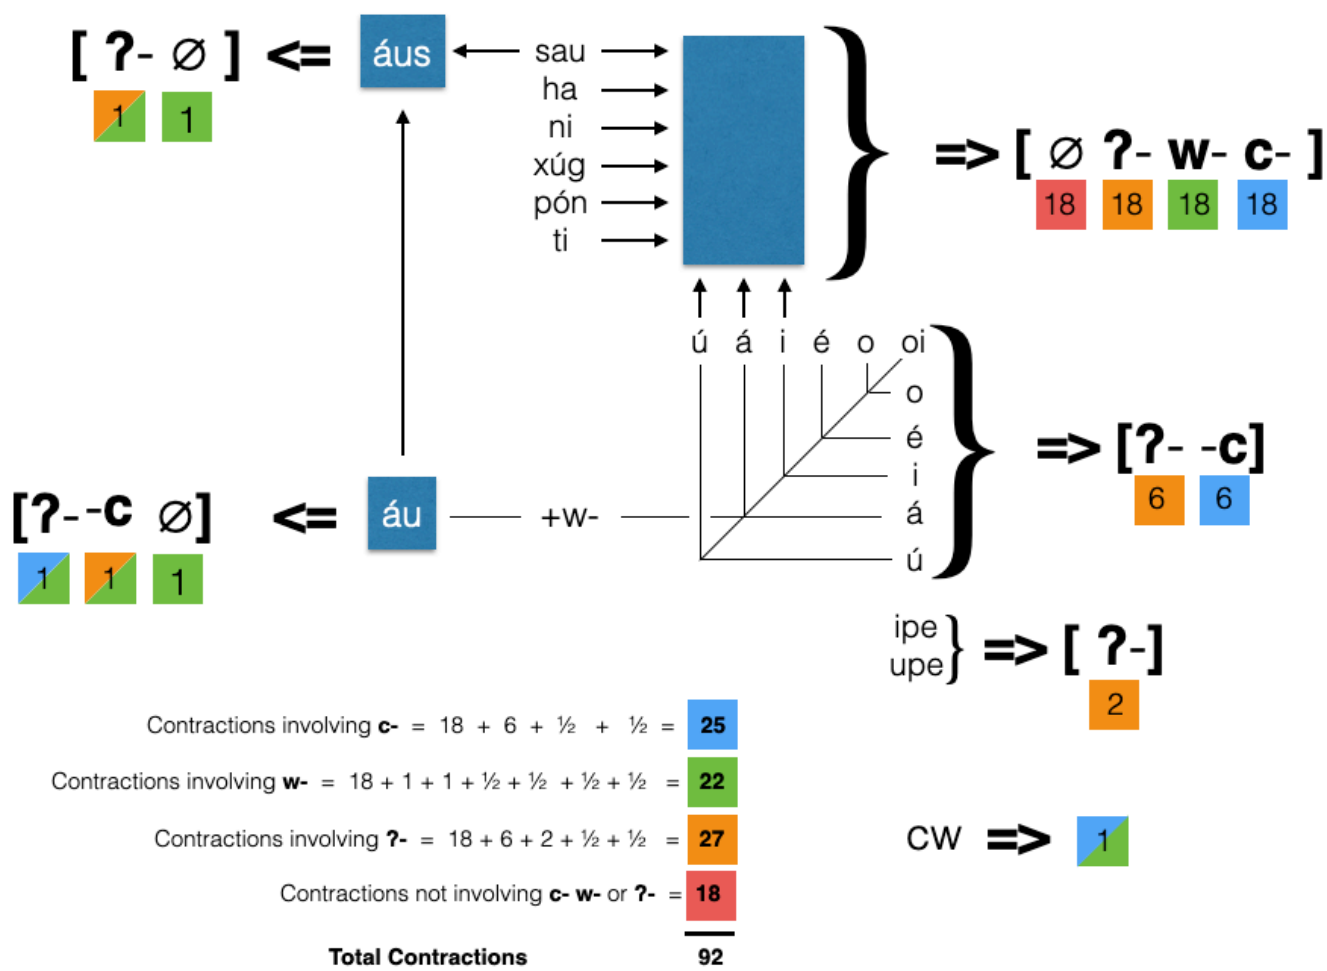 [ ʔ- ∅ ] <= áus sau
1 1
ha
ni
xúg
pón
ti
=> [ ∅ ʔ- w- c- ]
18 18 18 18
ú á i é o oi
o
é
i
á
ú
=> [ʔ- -c]
6 6
[ʔ- -c ∅] <= áu +w-
1 1 1
ipe
upe
=> [ ʔ-]
2
Contractions involving c- = 18 + 6 + ½ + ½ = 25
Contractions involving w- = 18 + 1 + 1 + ½ + ½ + ½ + ½ = 22
Contractions involving ʔ- = 18 + 6 + 2 + ½ + ½ = 27
Contractions not involving c- w- or ʔ- = 18
Total Contractions 92
cw => 1